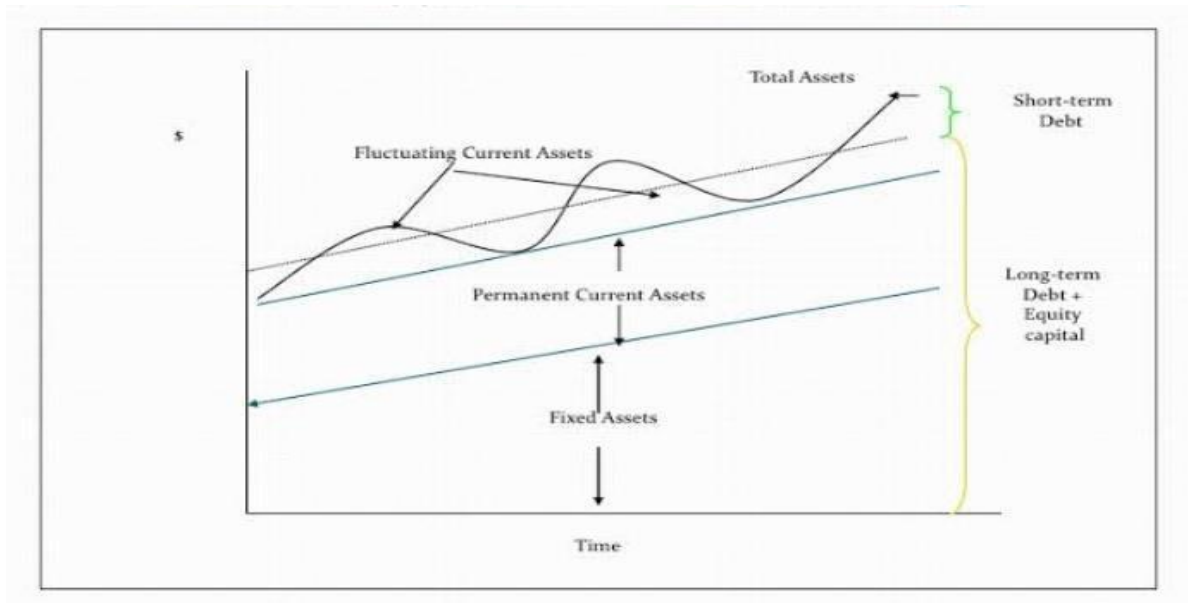 Total Assets
Short-term
Debt
$
Fluctuating Current Assets
Long-term
Debt +
Equity
capital
Permanent Current Assets
Fixed Assets
Time